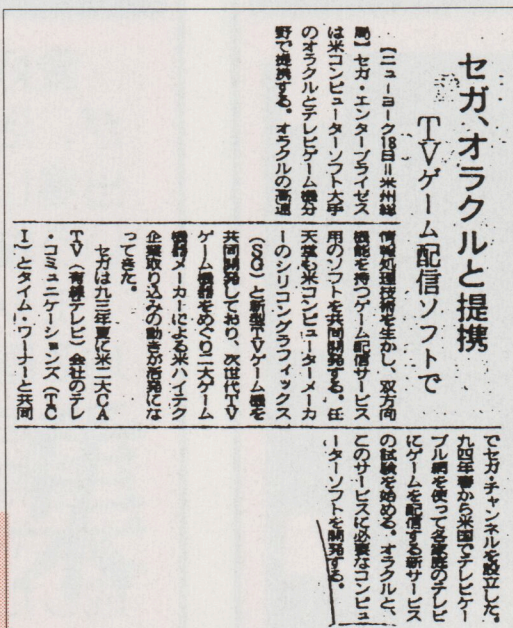 セガ、オラクルと提携
TVゲーム配信ソフトで
【ニューヨーク18日＝米州総
局】セガ・エンタープライゼス
は米コンピューターソフト大手
のオラクルとテレビゲーム機分
野で提携する。オラクルの高速
情報処理技術を生かし、双方向
機能を持つゲーム配信サービス
用のソフトを共同開発する。任
天堂も米コンピューターメーカ
ーのシリコングラフィックス
（SG）と新型TVゲーム機を
共同開発しており、次世代TV
ゲーム機器をめぐり二大ゲーム
機器メーカーによる米ハイテク
企業取り込みの動きが活発にな
ってきた。
セガは九三年夏に米二大CA
TV（有線テレビ）会社のテレ
・コミュニケーションズ（TC
I）とタイム・ワーナーと共同
でセガ・チャンネルを設立した。
九四年春から米国でテレビケー
ブル網を使って各家庭のテレビ
にゲームを配信する新サービス
の試験を始める。オラクルと、
このサービスに必要なコンピュ
ーターソフトを開発する。